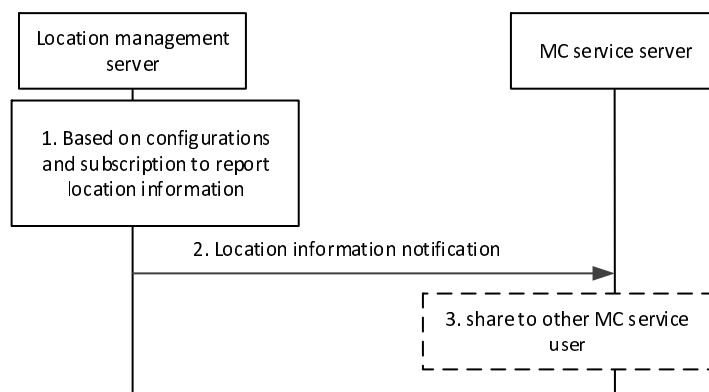 Location management
server
MC service server
1. Based on configurations
and subscription to report
location information
2. Location information notification
3. share to other MC service
user